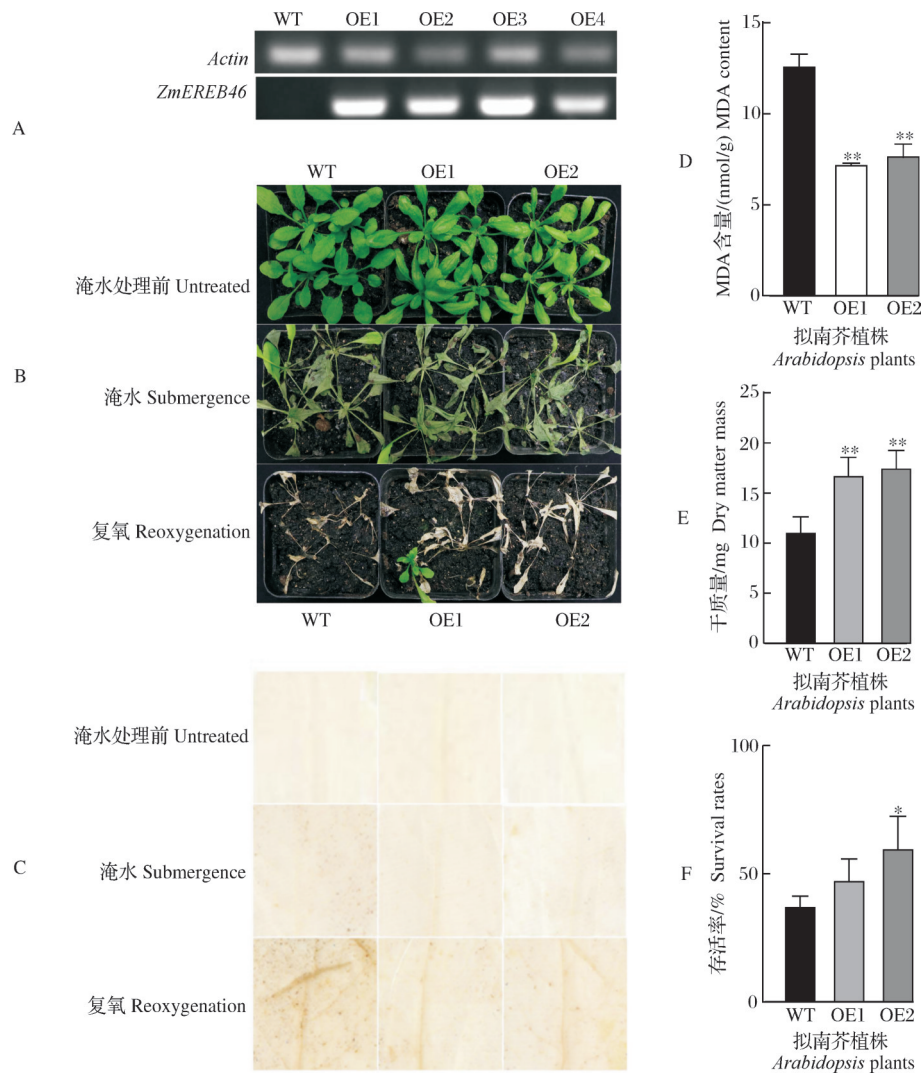 WT OE1 OE2 OE3 OE4
Actin
ZmEREB46
A
WT OE1 OE2
淹水处理前 Untreated
B
淹水 Submergence
复氧 Reoxygenation
WT OE1 OE2
淹水处理前 Untreated
C
淹水 Submergence
复氧 Reoxygenation
D
MDA含量/(nmol/g) MDA content
15
10
5
0
**
**
WT OE1 OE2
拟南芥植株
Arabidopsis plants
E
干质量/mg Dry matter mass
25
20
15
10
5
0
**
**
WT OE1 OE2
拟南芥植株
Arabidopsis plants
F
存活率/% Survival rates
100
50
0
*
WT OE1 OE2
拟南芥植株
Arabidopsis plants